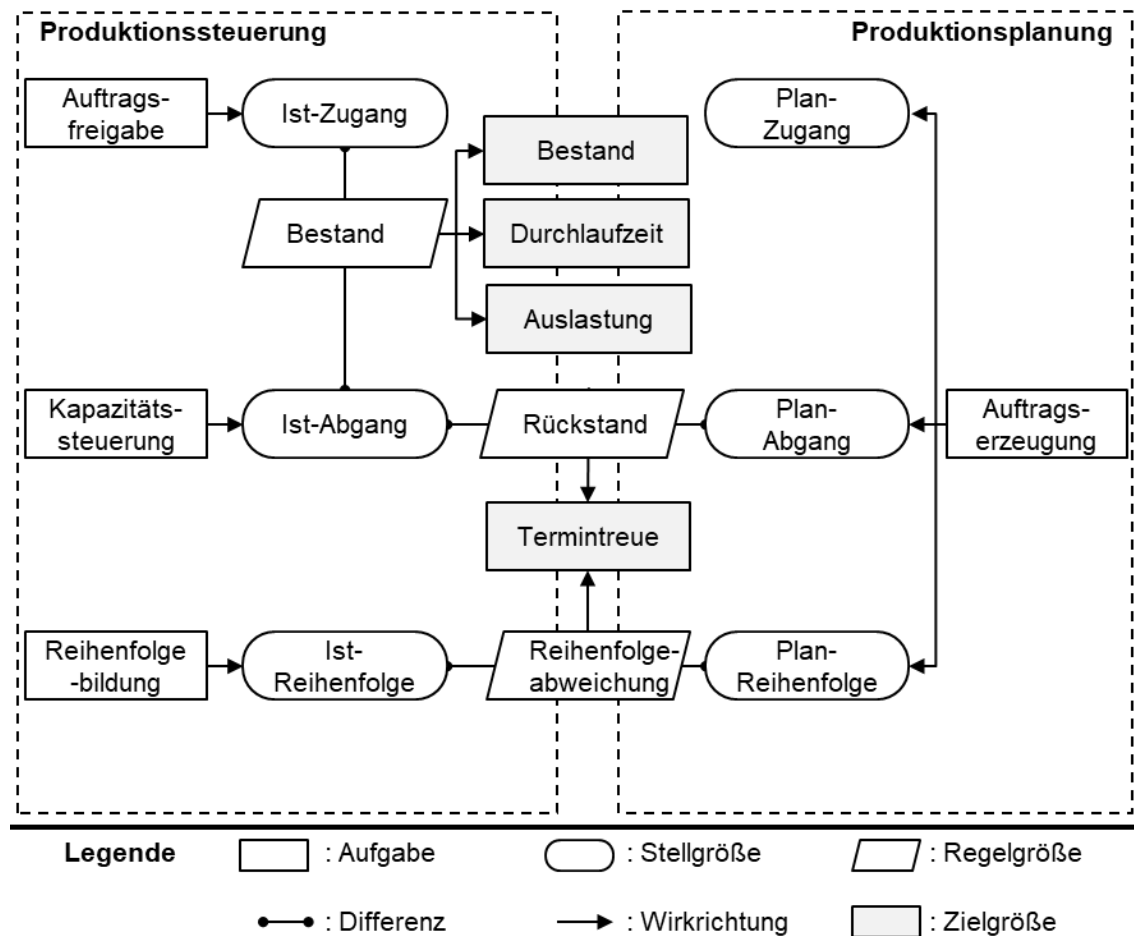 Produktionssteuerung
Produktionsplanung
Auftrags-
freigabe
Ist-Zugang
Plan-
Zugang
Bestand
Bestand
Durchlaufzeit
Auslastung
Kapazitäts-
steuerung
Ist-Abgang
Rückstand
Plan-
Abgang
Auftrags-
erzeugung
Termintreue
Reihenfolge
-bildung
Ist-
Reihenfolge
Reihenfolge-
abweichung
Plan-
Reihenfolge
Legende
: Aufgabe
: Stellgröße
: Regelgröße
: Differenz
: Wirkrichtung
: Zielgröße